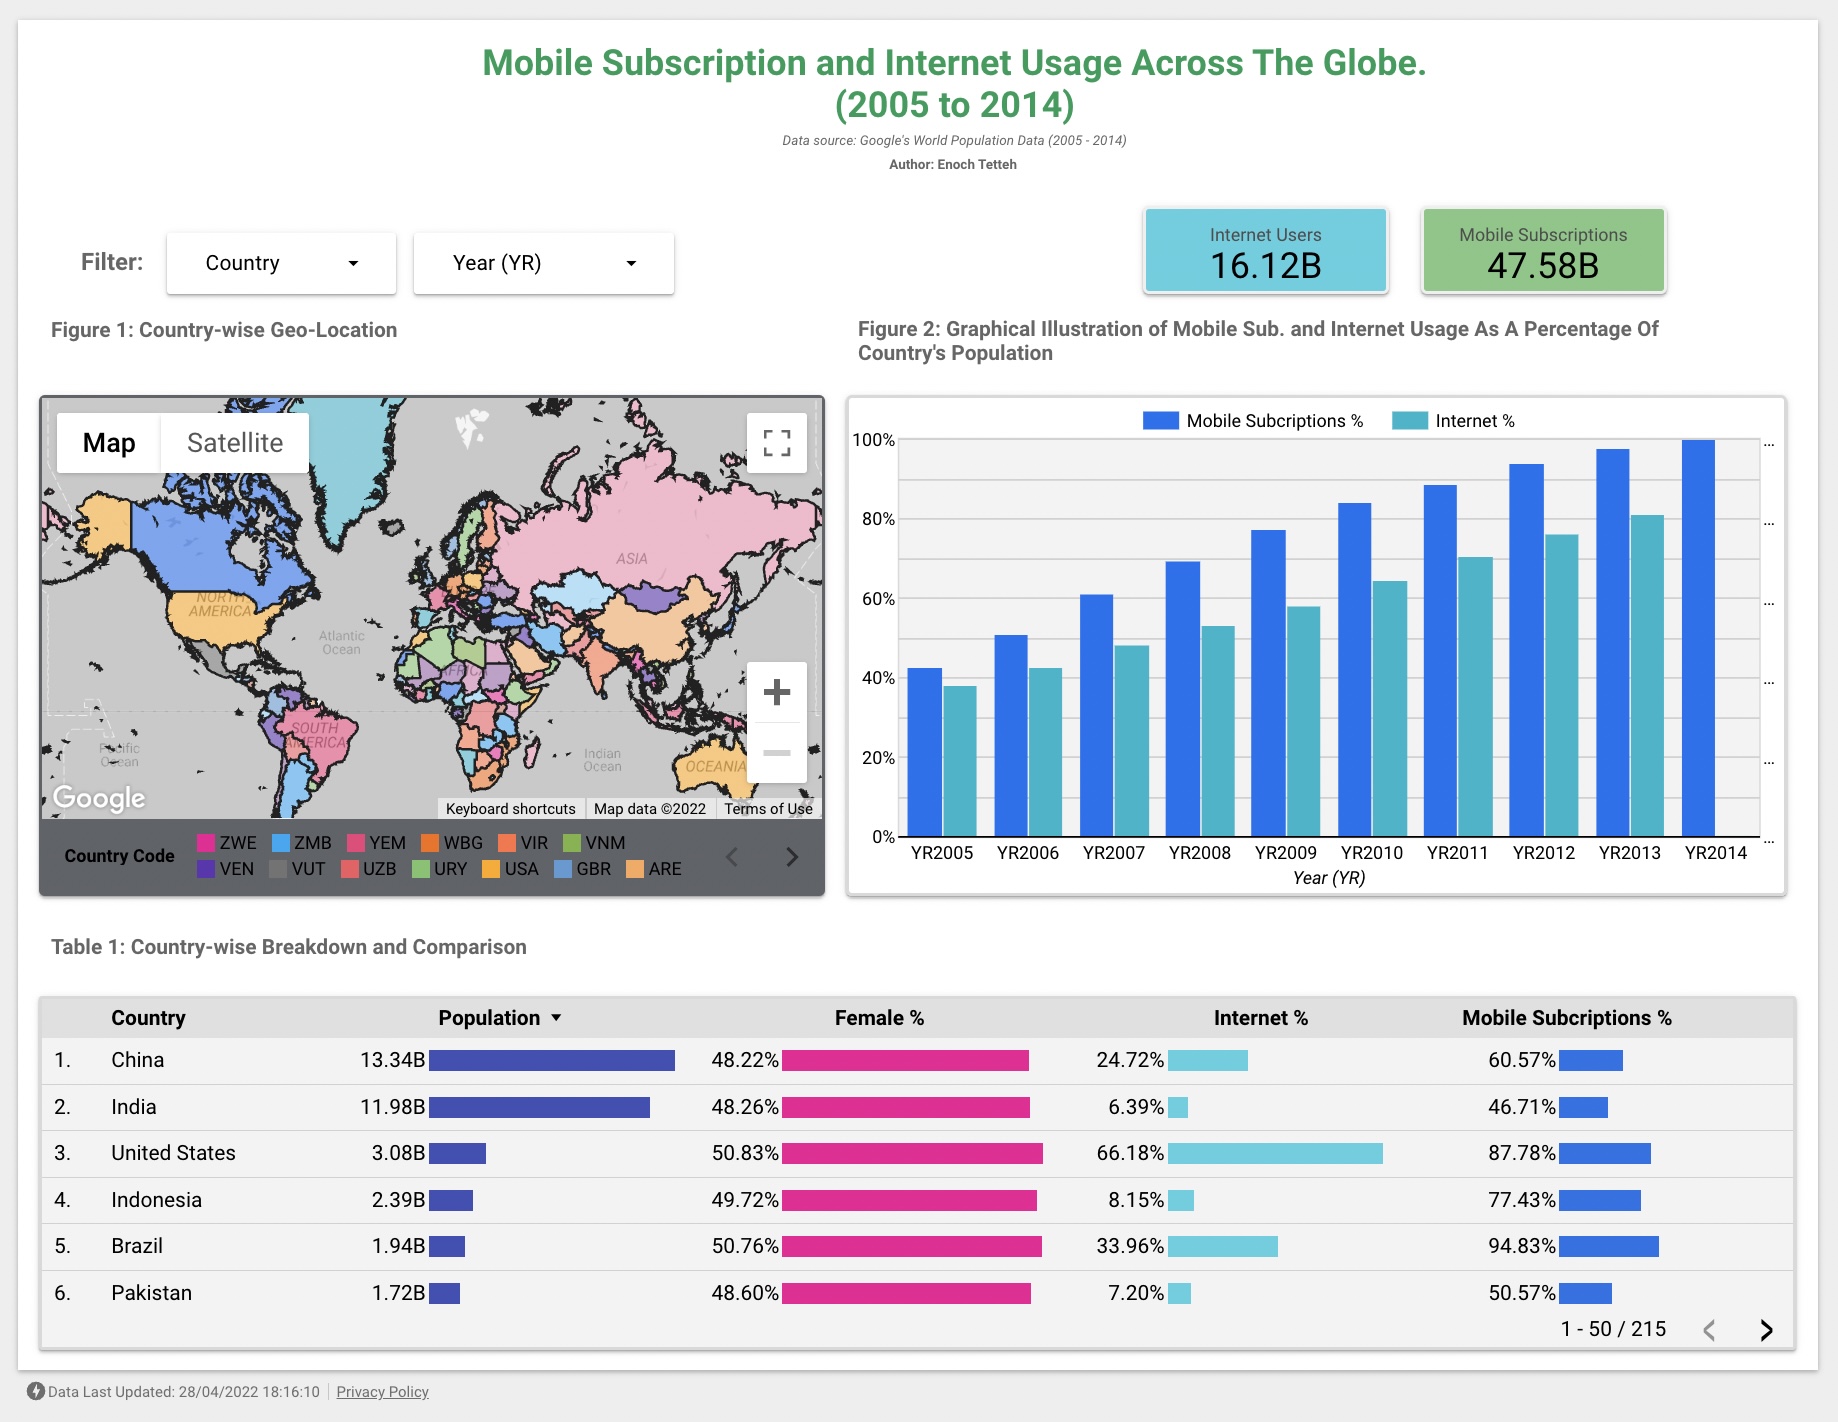 Mobile Subscription and Internet Usage Across The Globe.
(2005 to 2014)
Data source: Google's World Population Data (2005 - 2014)
Author: Enoch Tetteh
Filter:
Country
Year (YR)
Internet Users
16.12B
Mobile Subscriptions
47.58B
Figure 1: Country-wise Geo-Location
Figure 2: Graphical Illustration of Mobile Sub. and Internet Usage As A Percentage Of
Country's Population
Map
Satellite
ASIA
NORTH
AMERICA
Atlantic
Ocean
AFRICA
SOUTH
AMERICA
Pacific
Ocean
Indian
Ocean
OCEANIA
Google
Keyboard shortcuts
Map data ©2022
Terms of Use
Country Code
ZWE ZMB YEM WBG VIR VNM
VEN VUT UZB URY USA GBR ARE
Mobile Subcriptions % Internet %
100% ...
80% ...
60% ...
40% ...
20% ...
0% ...
YR2005 YR2006 YR2007 YR2008 YR2009 YR2010 YR2011 YR2012 YR2013 YR2014
Year (YR)
Table 1: Country-wise Breakdown and Comparison
Country Population Female % Internet % Mobile Subcriptions %
1. China 13.34B 48.22% 24.72% 60.57%
2. India 11.98B 48.26% 6.39% 46.71%
3. United States 3.08B 50.83% 66.18% 87.78%
4. Indonesia 2.39B 49.72% 8.15% 77.43%
5. Brazil 1.94B 50.76% 33.96% 94.83%
6. Pakistan 1.72B 48.60% 7.20% 50.57%
1 - 50 / 215
Data Last Updated: 28/04/2022 18:16:10
Privacy Policy